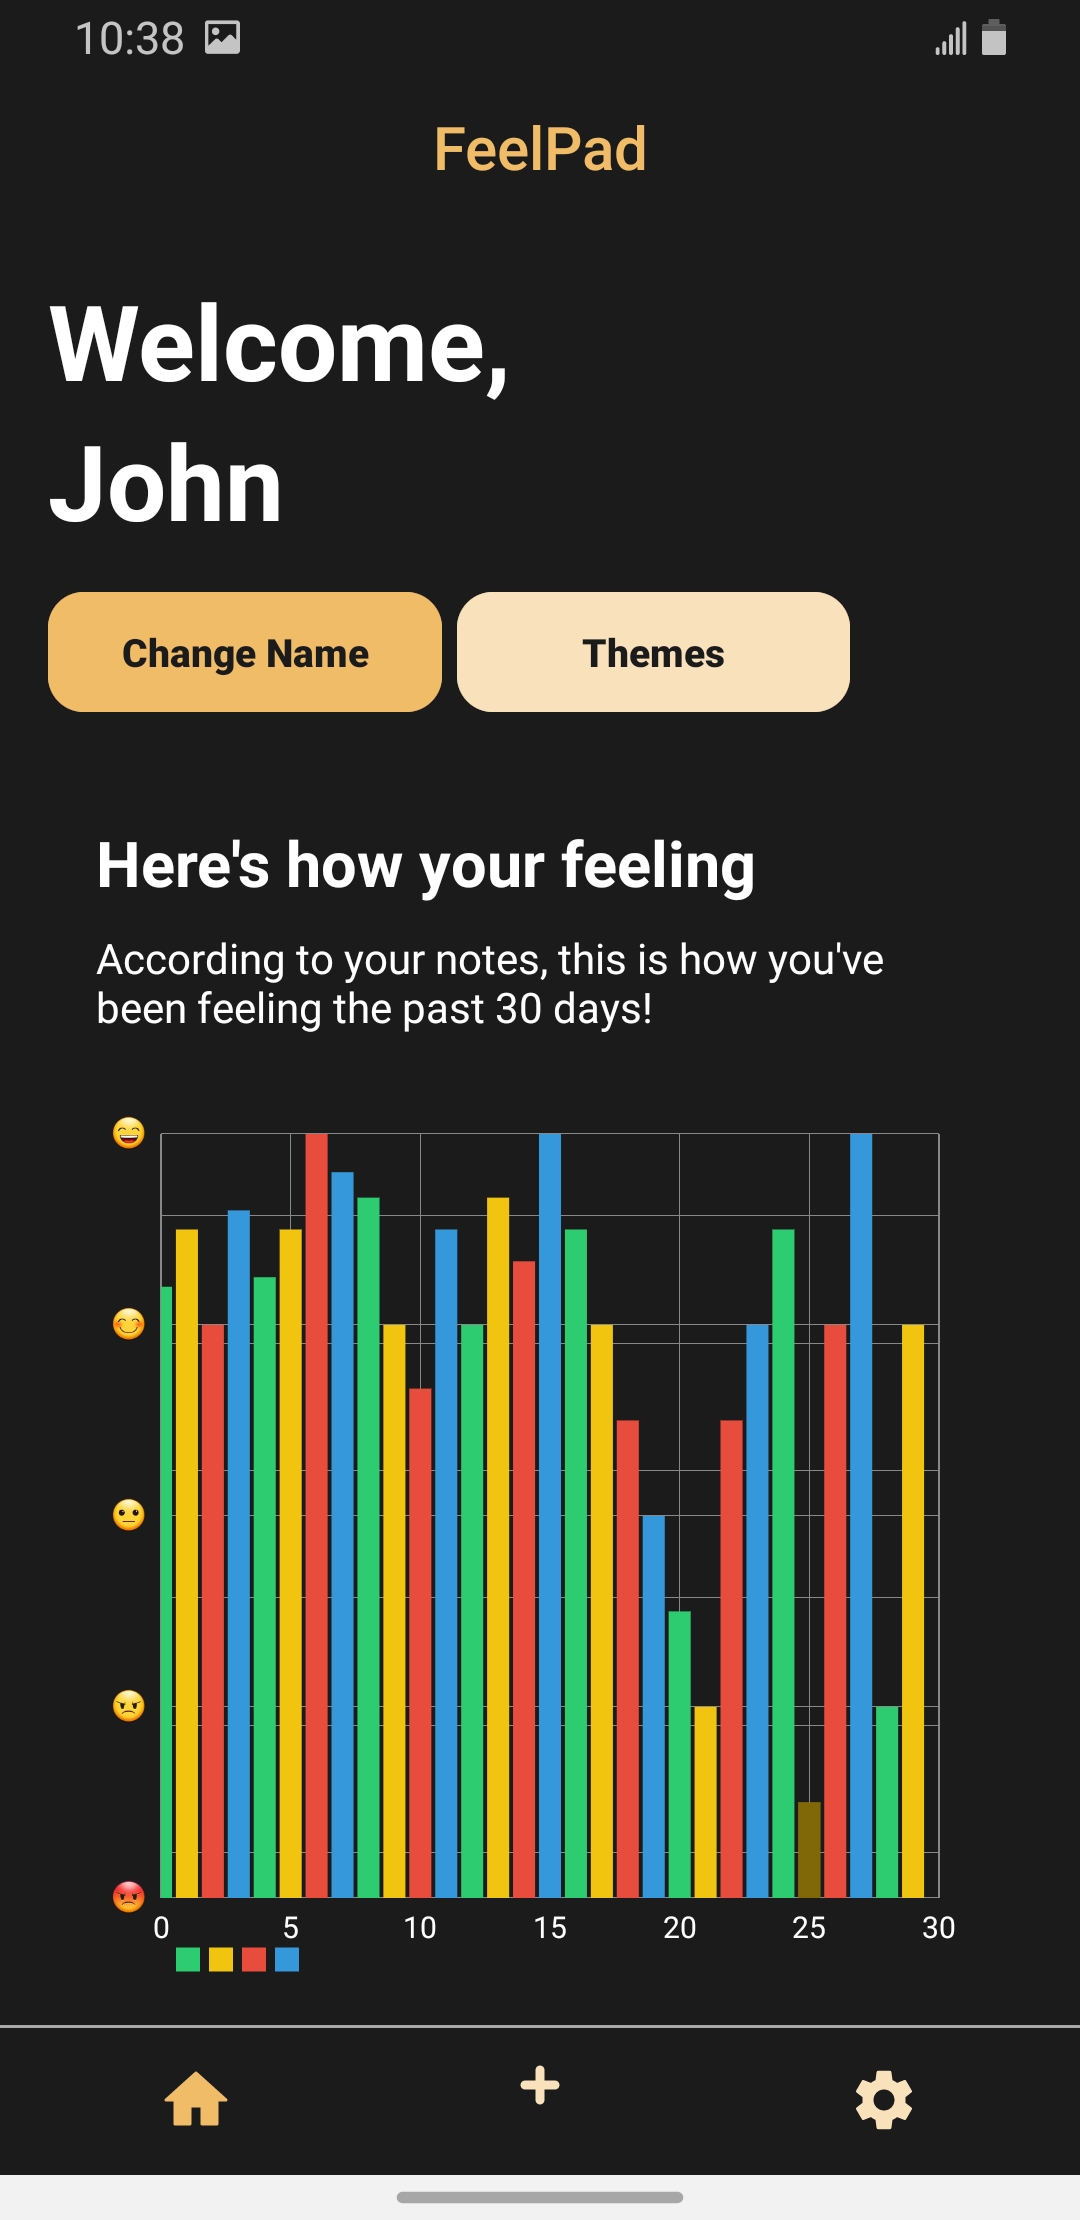 10:38
FeelPad
Welcome,
John
Change Name
Themes
Here's how your feeling
According to your notes, this is how you've
been feeling the past 30 days!
0 5 10 15 20 25 30